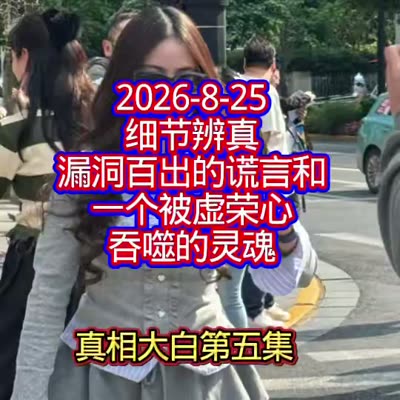 2026-8-25
细节辨真
漏洞百出的谎言和
一个被虚荣心
吞噬的灵魂
真相大白第五集